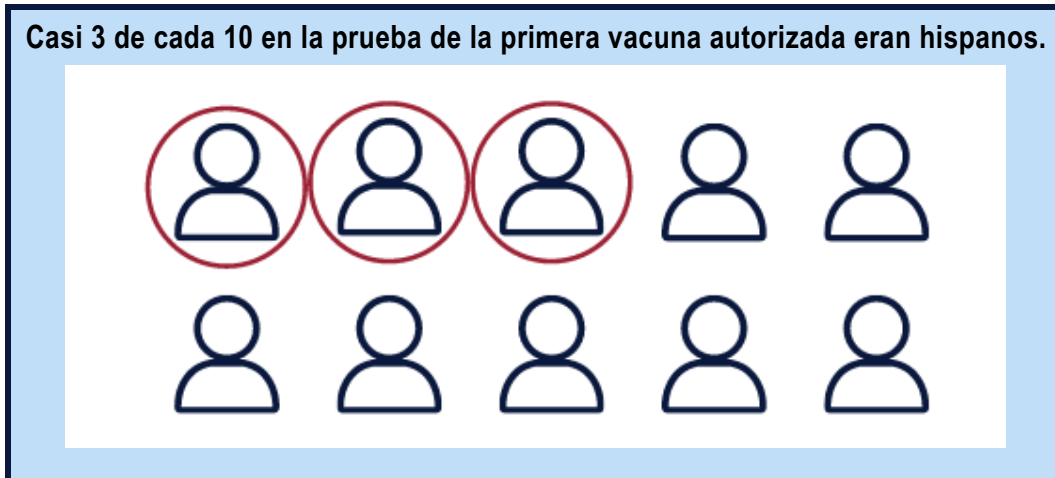 Casi 3 de cada 10 en la prueba de la primera vacuna autorizada eran hispanos.